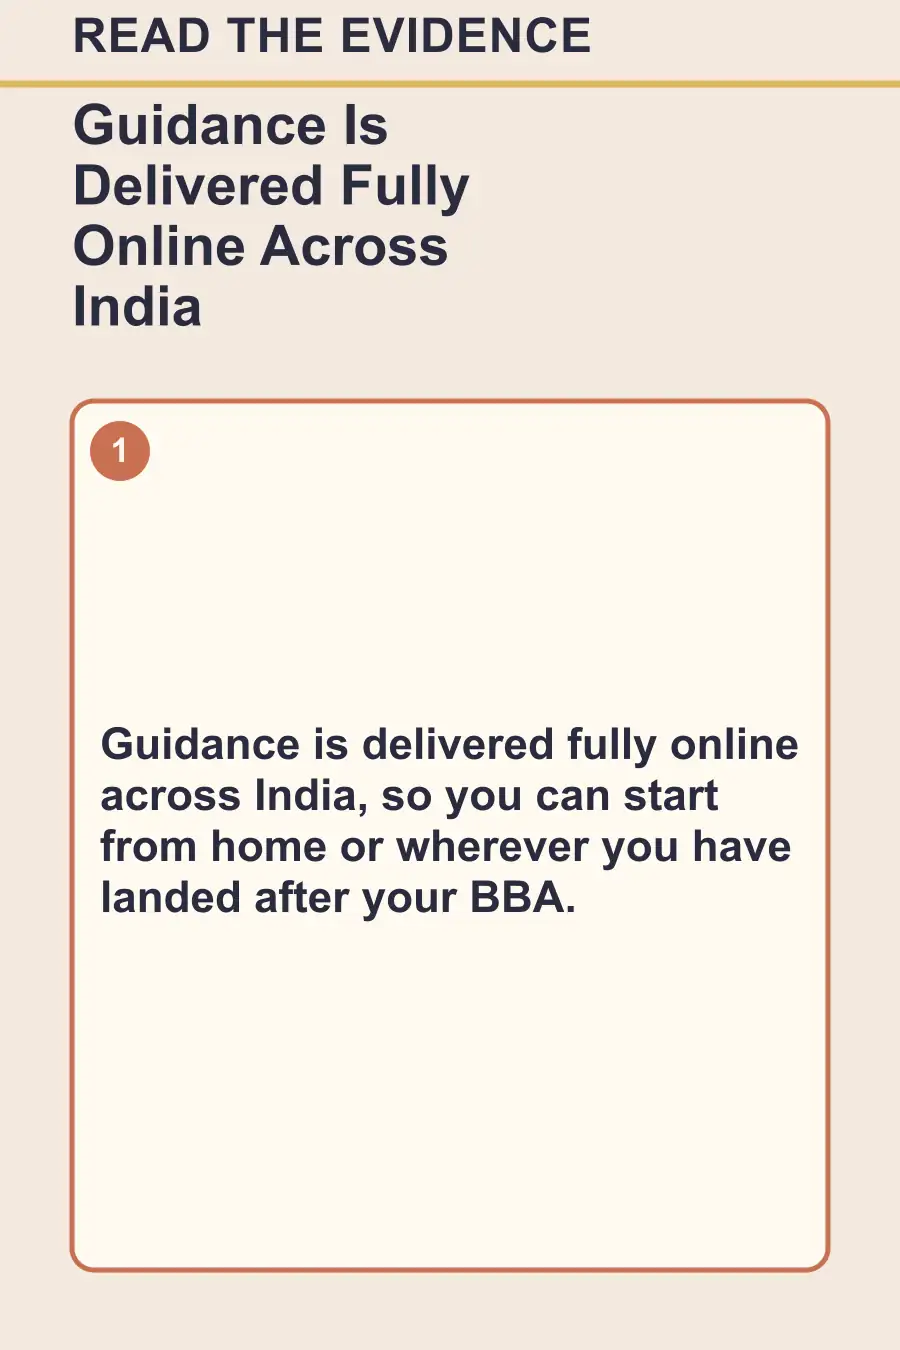 READ THE EVIDENCE
Guidance Is
Delivered Fully
Online Across
India
1
Guidance is delivered fully online
across India, so you can start
from home or wherever you have
landed after your BBA.